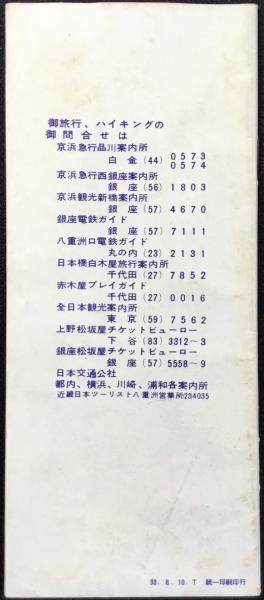 御旅行、ハイキングの
御問合せは
京浜急行品川案内所
白金(44)0573
0574
京浜急行西銀座案内所
銀座(56)1803
京浜観光新橋案内所
銀座(57)4670
銀座電鉄ガイド
銀座(57)7111
八重洲口電鉄ガイド
丸の内(23)2131
日本橋白木屋旅行案内所
千代田(27)7852
赤木屋プレイガイド
千代田(27)0016
全日本観光案内所
東京(59)7562
上野松坂屋チケットビューロー
下谷(83)3312~3
銀座松坂屋チケットビューロー
銀座(57)5558~9
日本交通公社
都内、横浜、川崎、浦和各案内所
近畿日本ツーリスト八重洲営業所234035
33.8.10.T 統一印刷印行